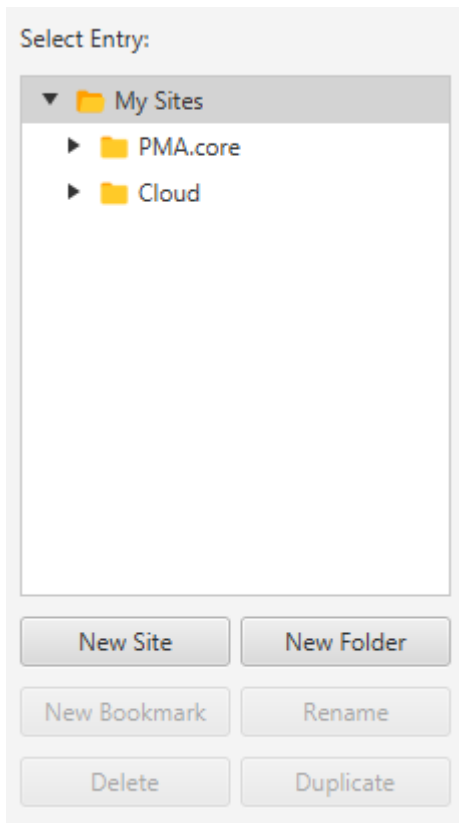 Select Entry:
My Sites
PMA.core
Cloud
New Site
New Folder
New Bookmark
Rename
Delete
Duplicate